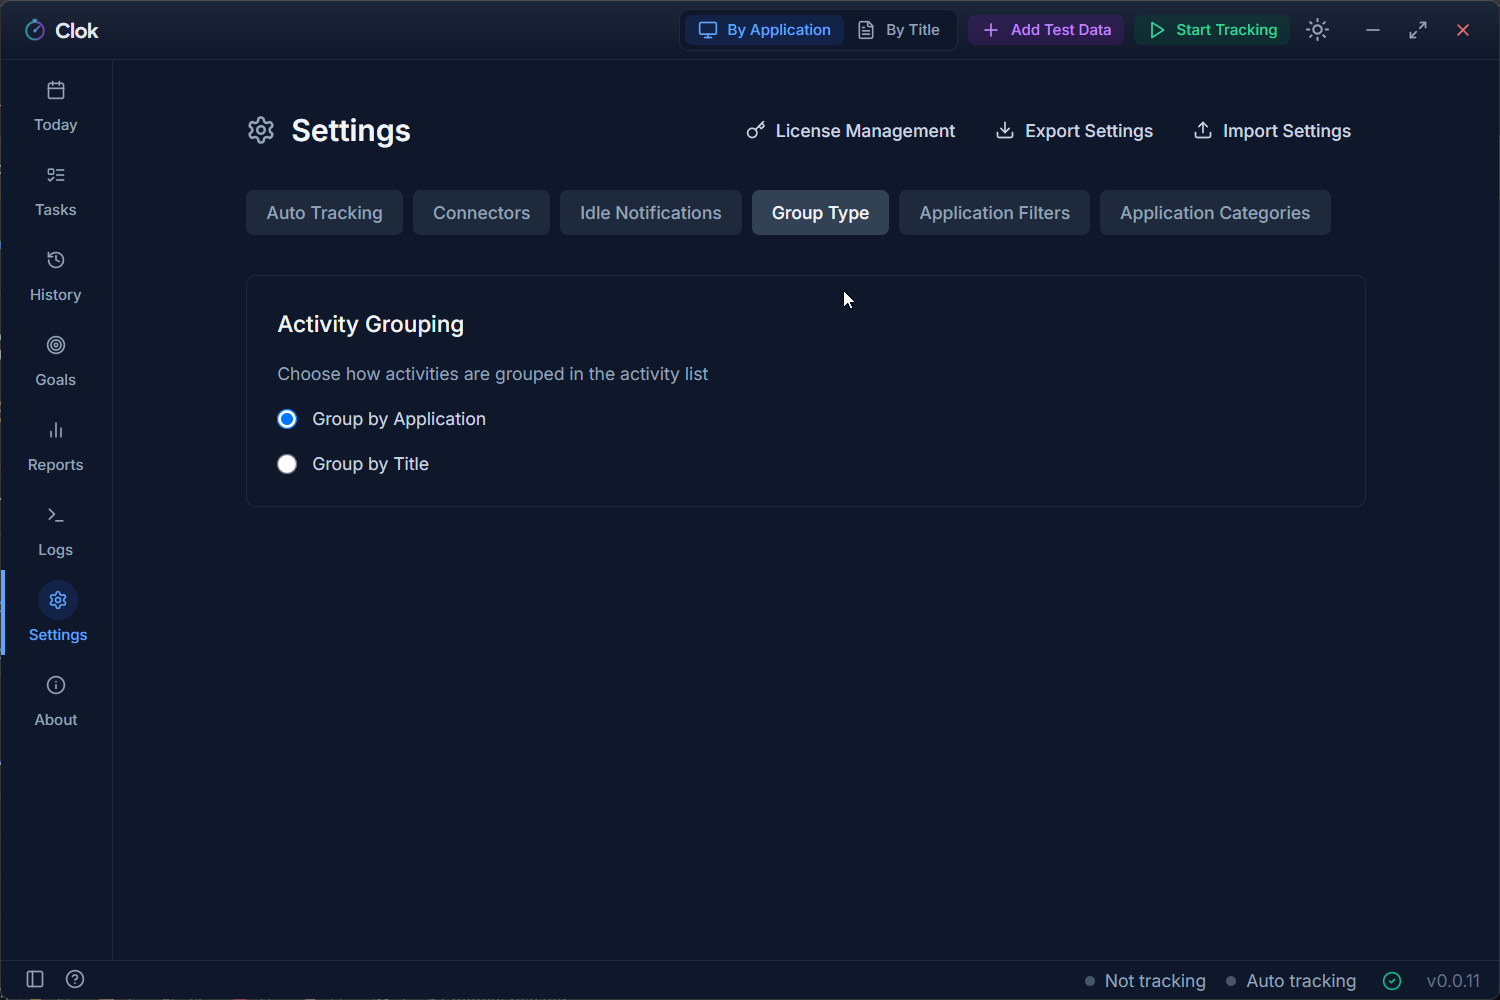 Clok
By Application
By Title
Add Test Data
Start Tracking
Today
Tasks
History
Goals
Reports
Logs
Settings
About
Settings
License Management
Export Settings
Import Settings
Auto Tracking
Connectors
Idle Notifications
Group Type
Application Filters
Application Categories
Activity Grouping
Choose how activities are grouped in the activity list
Group by Application
Group by Title
Not tracking
Auto tracking
v0.0.11